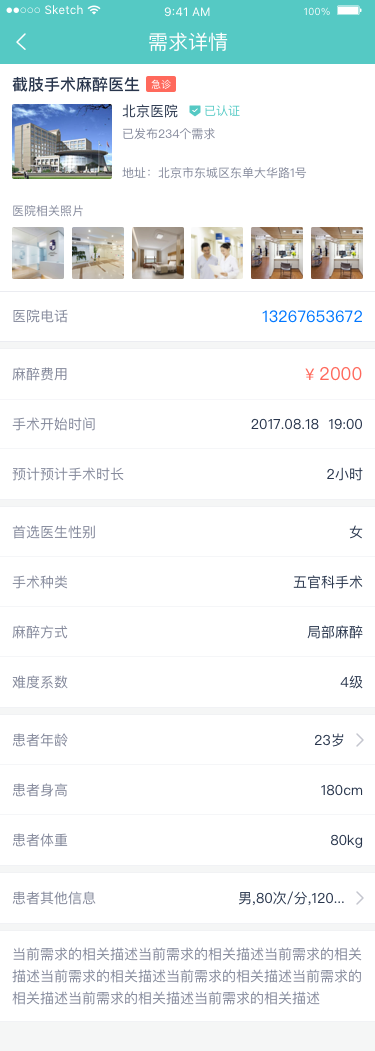 Sketch 9:41 AM 100%
需求详情
截肢手术麻醉医生 急诊
北京医院 已认证
已发布234个需求
地址：北京市东城区东单大华路1号
医院相关照片
医院电话 13267653672
麻醉费用 ¥ 2000
手术开始时间 2017.08.18 19:00
预计预计手术时长 2小时
首选医生性别 女
手术种类 五官科手术
麻醉方式 局部麻醉
难度系数 4级
患者年龄 23岁
患者身高 180cm
患者体重 80kg
患者其他信息 男,80次/分,120...
当前需求的相关描述当前需求的相关描述当前需求的相关
描述当前需求的相关描述当前需求的相关描述当前需求的
相关描述当前需求的相关描述当前需求的相关描述